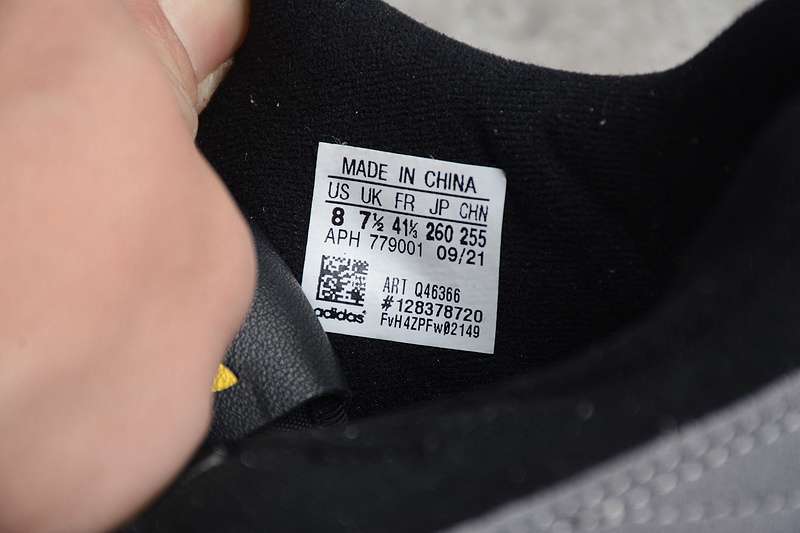 MADE IN CHINA
US UK FR JP CHN
8 7½ 41⅓ 260 255
APH 779001 09/21
ART Q46366
#128378720
adidas FvH4ZPFw02149